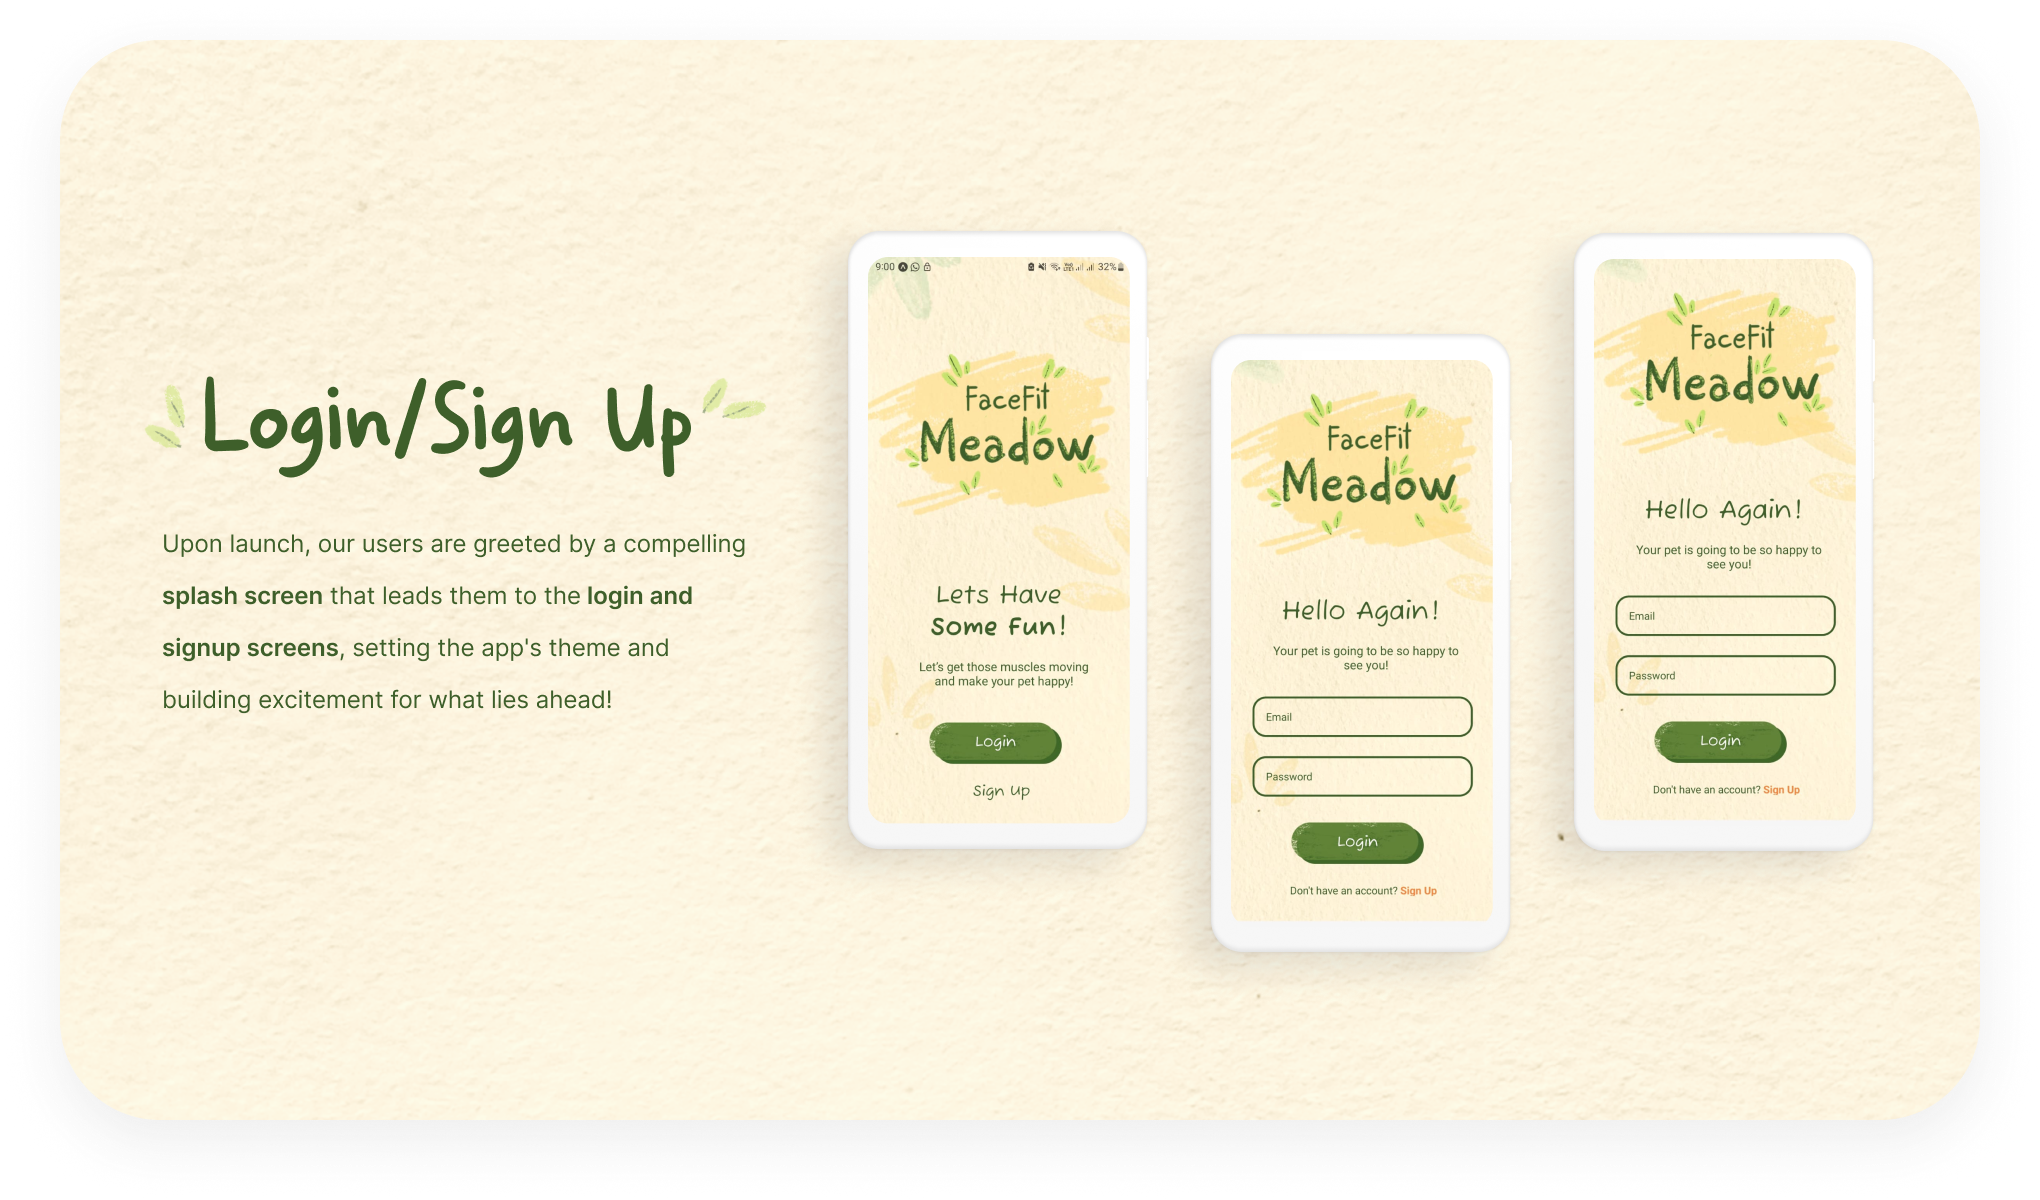 Login/Sign Up
Upon launch, our users are greeted by a compelling
splash screen that leads them to the login and
signup screens, setting the app's theme and
building excitement for what lies ahead!
9:00
32%
FaceFit
Meadow
Lets Have
Some Fun!
Let's get those muscles moving
and make your pet happy!
Login
Sign Up
FaceFit
Meadow
Hello Again!
Your pet is going to be so happy to
see you!
Email
Password
Login
Don't have an account? Sign Up
FaceFit
Meadow
Hello Again!
Your pet is going to be so happy to
see you!
Email
Password
Login
Don't have an account? Sign Up